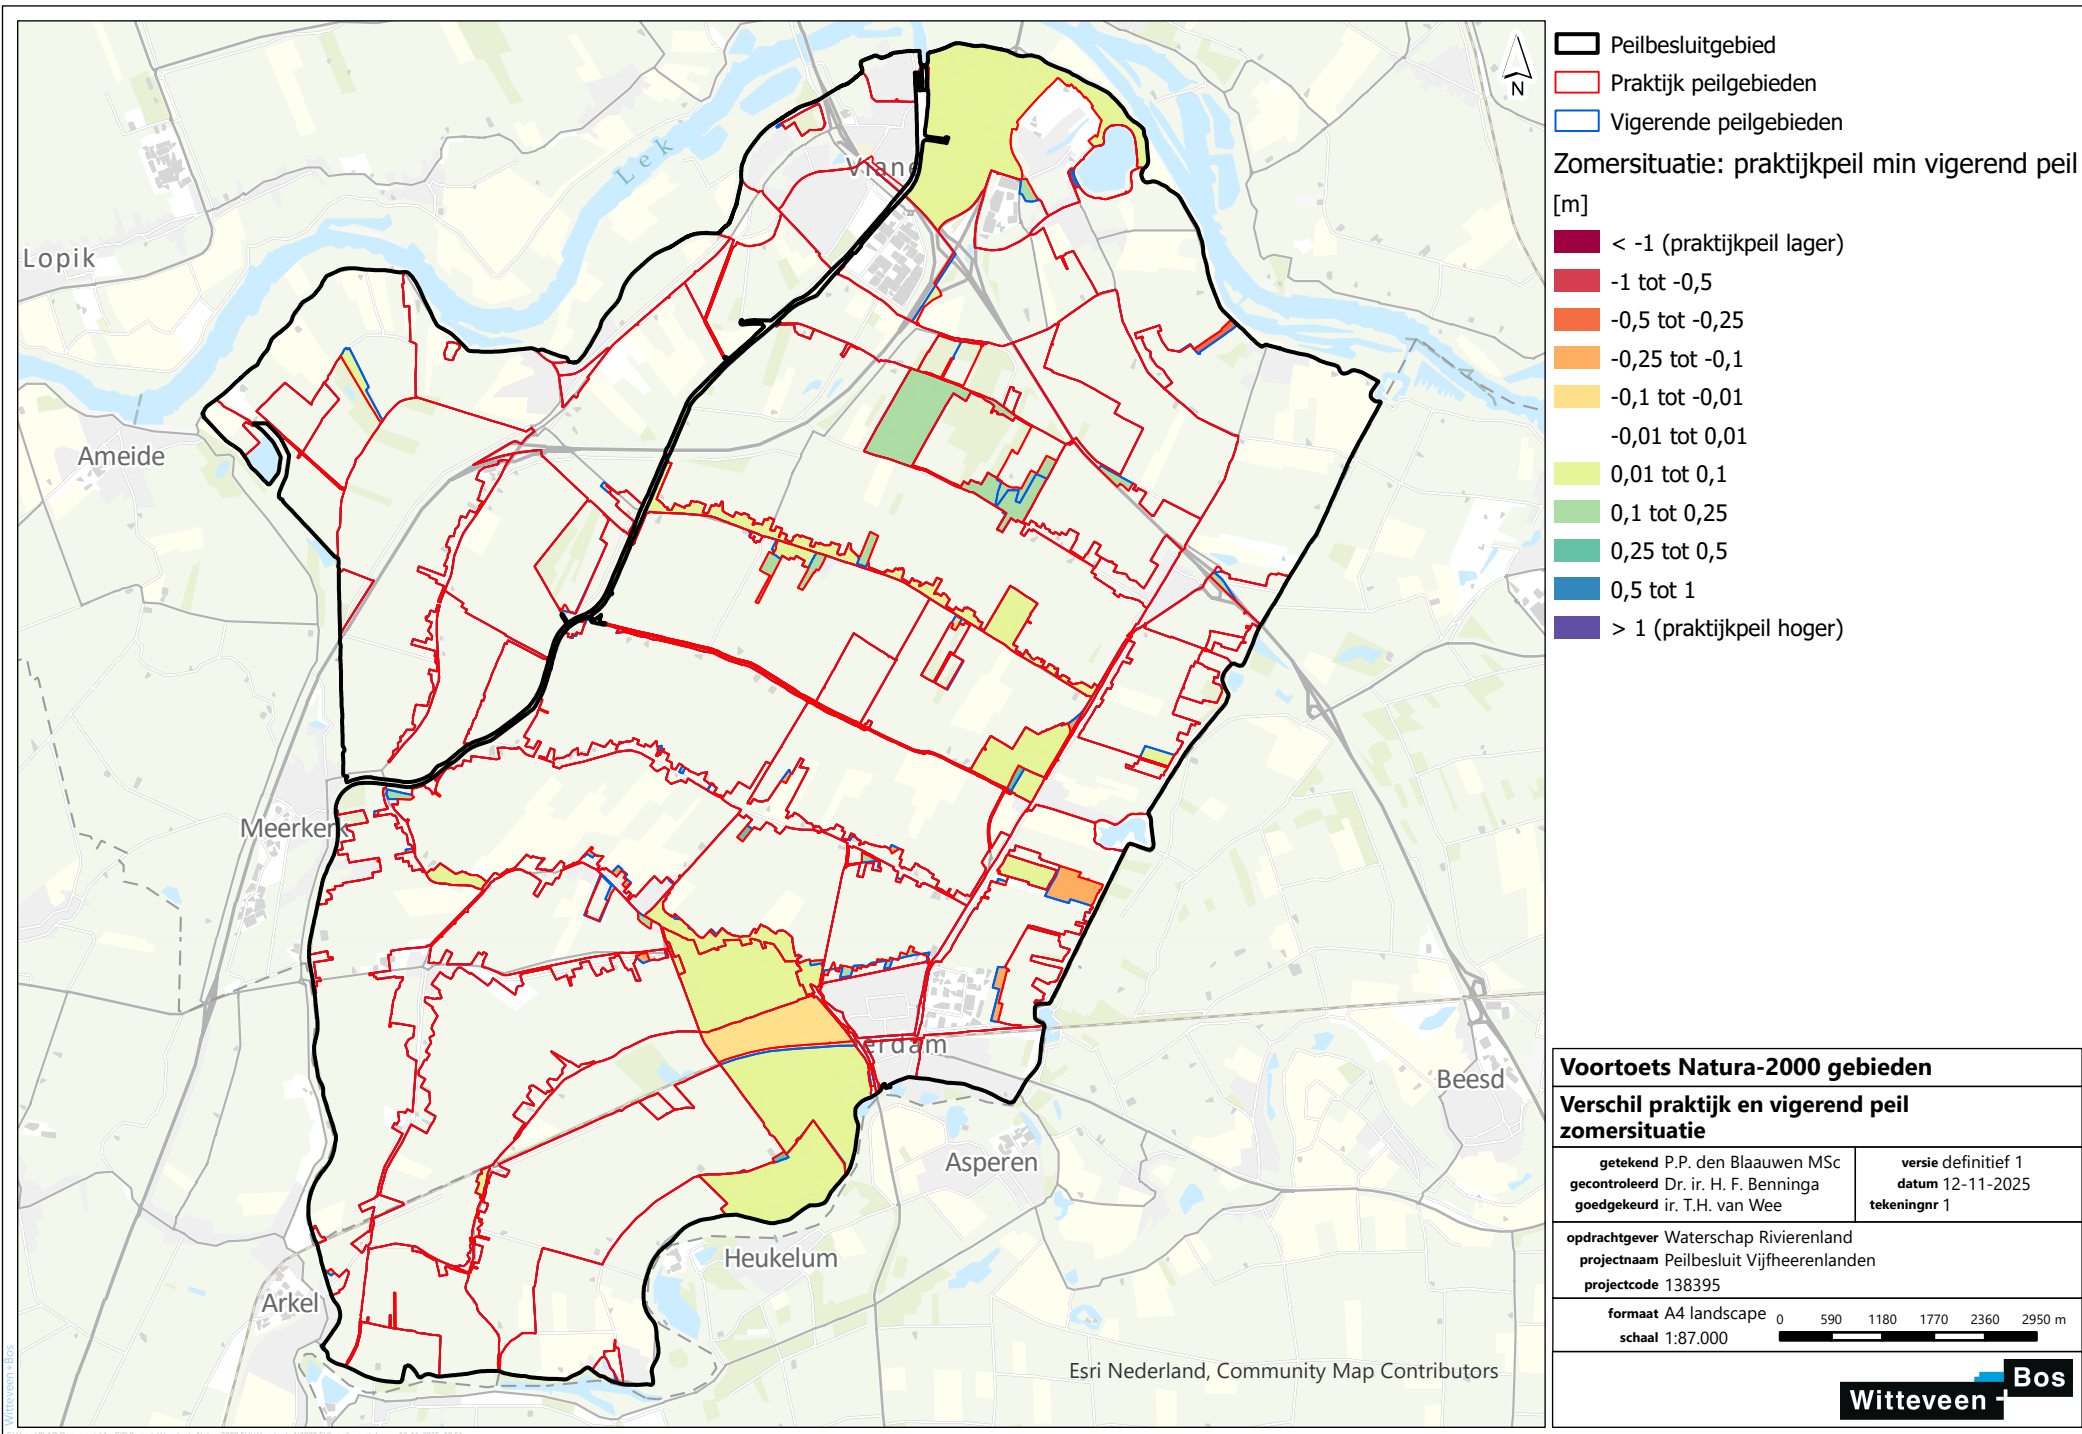 Peilbesluitgebied
Praktijk peilgebieden
Vigerende peilgebieden
Zomersituatie: praktijkpeil min vigerend peil
[m]
< -1 (praktijkpeil lager)
-1 tot -0,5
-0,5 tot -0,25
-0,25 tot -0,1
-0,1 tot -0,01
-0,01 tot 0,01
0,01 tot 0,1
0,1 tot 0,25
0,25 tot 0,5
0,5 tot 1
> 1 (praktijkpeil hoger)
N
Lek
Viane
Lopik
Ameide
Meerkerk
erdam
Beesd
Asperen
Heukelum
Arkel
Esri Nederland, Community Map Contributors
Witteveen+Bos
Voortoets Natura-2000 gebieden
Verschil praktijk en vigerend peil
zomersituatie
getekend P.P. den Blaauwen MSc
gecontroleerd Dr. ir. H. F. Benninga
goedgekeurd ir. T.H. van Wee
versie definitief 1
datum 12-11-2025
tekeningnr 1
opdrachtgever Waterschap Rivierenland
projectnaam Peilbesluit Vijfheerenlanden
projectcode 138395
formaat A4 landscape
schaal 1:87.000
0 590 1180 1770 2360 2950 m
Witteveen + Bos